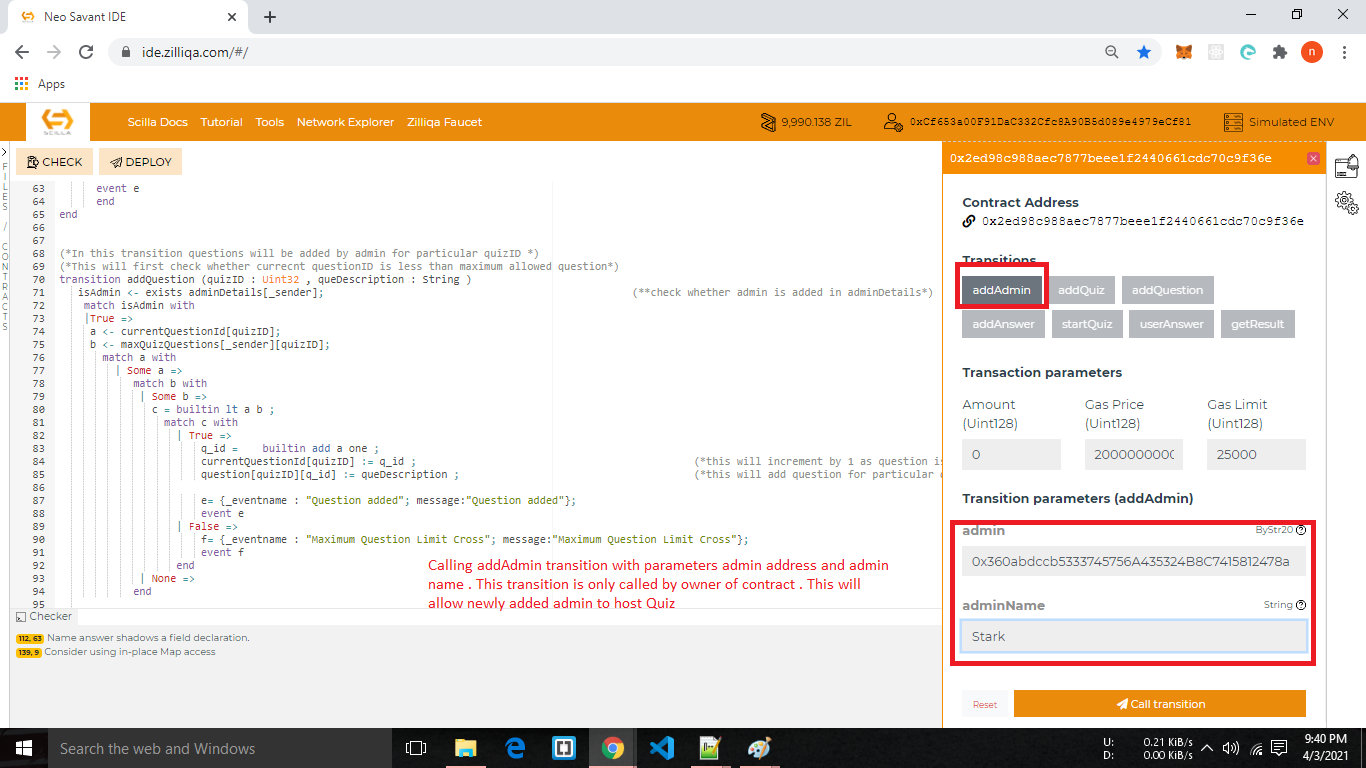 Neo Savant IDE
ide.zilliqa.com/#/
n
Apps
SCILLA
Scilla Docs Tutorial Tools Network Explorer Zilliqa Faucet
9,990.138 ZIL
0xCf653a00F91DaC332Cfc8A90B5d089e4979eCf81
Simulated ENV
FILES / CONTRACTS
CHECK
DEPLOY
63 event e
64 end
65 end
66
67
68 (*In this transition questions will be added by admin for particular quizID *)
69 (*This will first check whether currecnt questionID is less than maximum allowed question*)
70 transition addQuestion (quizID : Uint32 , queDescription : String )
71 isAdmin <- exists adminDetails[_sender]; (**check whether admin is added in adminDetails*)
72 match isAdmin with
73 |True =>
74 a <- currentQuestionId[quizID];
75 b <- maxQuizQuestions[_sender][quizID];
76 match a with
77 | Some a =>
78 match b with
79 | Some b =>
80 c = builtin lt a b ;
81 match c with
82 | True =>
83 q_id = builtin add a one ;
84 currentQuestionId[quizID] := q_id ; (*this will increment by 1 as question is
85 question[quizID][q_id] := queDescription ; (*this will add question for particular
86
87 e= {_eventname : "Question added"; message:"Question added"};
88 event e
89 | False =>
90 f= {_eventname : "Maximum Question Limit Cross"; message:"Maximum Question Limit Cross"};
91 event f
92 end
93 | None =>
94 end
95
Calling addAdmin transition with parameters admin address and admin
name . This transition is only called by owner of contract . This will
allow newly added admin to host Quiz
Checker
112, 63 Name answer shadows a field declaration.
139, 9 Consider using in-place Map access
0x2ed98c988aec7877beee1f2440661cdc70c9f36e
Contract Address
0x2ed98c988aec7877beee1f2440661cdc70c9f36e
Transitions
addAdmin addQuiz addQuestion
addAnswer startQuiz userAnswer getResult
Transaction parameters
Amount Gas Price Gas Limit
(Uint128) (Uint128) (Uint128)
0 2000000000 25000
Transition parameters (addAdmin)
admin ByStr20
0x360abdccb5333745756A435324B8C7415812478a
adminName String
Stark
Reset
Call transition
Search the web and Windows
U: 0.21 KiB/s
D: 0.00 KiB/s
9:40 PM
4/3/2021